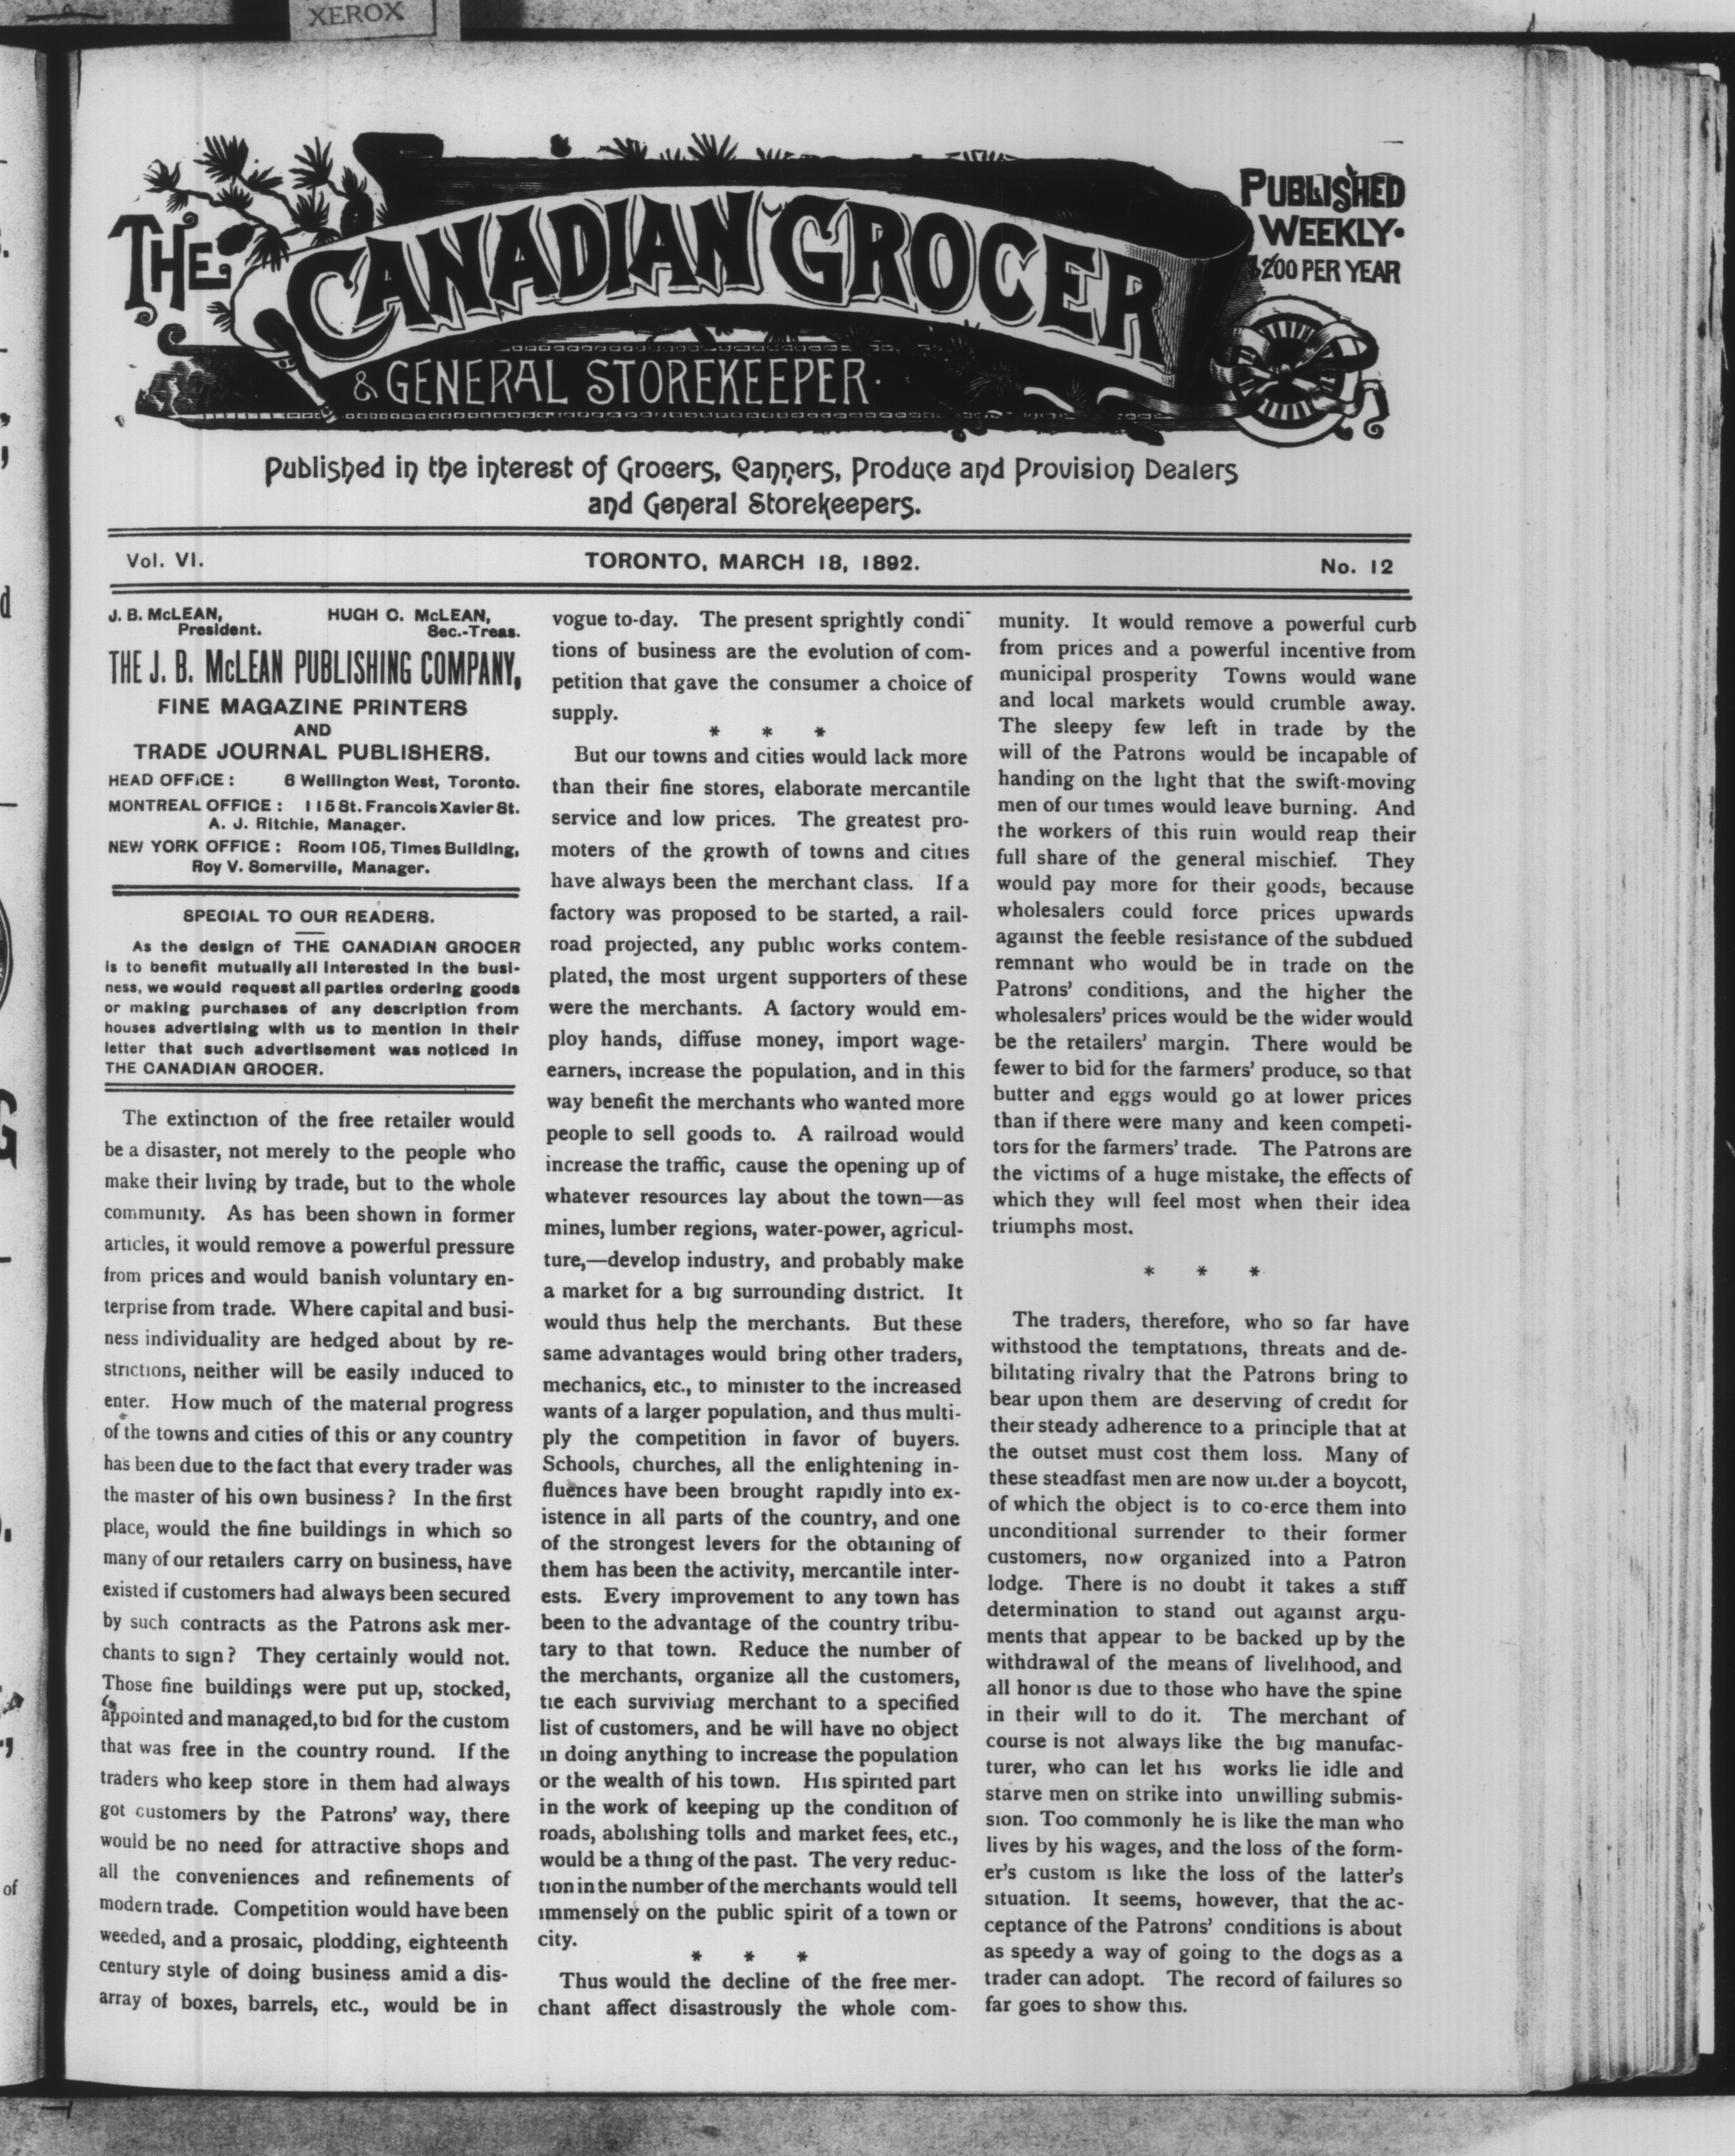 XEROX
THE CANADIAN GROCER
& GENERAL STOREKEEPER.
PUBLISHED
WEEKLY.
$200 PER YEAR
Published in the interest of Grocers, Canners, Produce and Provision Dealers
and General Storekeepers.
Vol. VI. TORONTO, MARCH 18, 1892. No. 12
J. B. McLEAN, HUGH C. McLEAN,
President. Sec.-Treas.
THE J. B. McLEAN PUBLISHING COMPANY,
FINE MAGAZINE PRINTERS
AND
TRADE JOURNAL PUBLISHERS.
HEAD OFFICE: 6 Wellington West, Toronto.
MONTREAL OFFICE: 115 St. Francois Xavier St.
A. J. Ritchie, Manager.
NEW YORK OFFICE: Room 105, Times Building,
Roy V. Somerville, Manager.
SPECIAL TO OUR READERS.
As the design of THE CANADIAN GROCER
is to benefit mutually all interested in the busi-
ness, we would request all parties ordering goods
or making purchases of any description from
houses advertising with us to mention in their
letter that such advertisement was noticed in
THE CANADIAN GROCER.
The extinction of the free retailer would
be a disaster, not merely to the people who
make their living by trade, but to the whole
community. As has been shown in former
articles, it would remove a powerful pressure
from prices and would banish voluntary en-
terprise from trade. Where capital and busi-
ness individuality are hedged about by re-
strictions, neither will be easily induced to
enter. How much of the material progress
of the towns and cities of this or any country
has been due to the fact that every trader was
the master of his own business? In the first
place, would the fine buildings in which so
many of our retailers carry on business, have
existed if customers had always been secured
by such contracts as the Patrons ask mer-
chants to sign? They certainly would not.
Those fine buildings were put up, stocked,
appointed and managed, to bid for the custom
that was free in the country round. If the
traders who keep store in them had always
got customers by the Patrons' way, there
would be no need for attractive shops and
all the conveniences and refinements of
modern trade. Competition would have been
weeded, and a prosaic, plodding, eighteenth
century style of doing business amid a dis-
array of boxes, barrels, etc., would be in
vogue to-day. The present sprightly condi-
tions of business are the evolution of com-
petition that gave the consumer a choice of
supply.
* * *
But our towns and cities would lack more
than their fine stores, elaborate mercantile
service and low prices. The greatest pro-
moters of the growth of towns and cities
have always been the merchant class. If a
factory was proposed to be started, a rail-
road projected, any public works contem-
plated, the most urgent supporters of these
were the merchants. A factory would em-
ploy hands, diffuse money, import wage-
earners, increase the population, and in this
way benefit the merchants who wanted more
people to sell goods to. A railroad would
increase the traffic, cause the opening up of
whatever resources lay about the town—as
mines, lumber regions, water-power, agricul-
ture,—develop industry, and probably make
a market for a big surrounding district. It
would thus help the merchants. But these
same advantages would bring other traders,
mechanics, etc., to minister to the increased
wants of a larger population, and thus multi-
ply the competition in favor of buyers.
Schools, churches, all the enlightening in-
fluences have been brought rapidly into ex-
istence in all parts of the country, and one
of the strongest levers for the obtaining of
them has been the activity, mercantile inter-
ests. Every improvement to any town has
been to the advantage of the country tribu-
tary to that town. Reduce the number of
the merchants, organize all the customers,
tie each surviving merchant to a specified
list of customers, and he will have no object
in doing anything to increase the population
or the wealth of his town. His spirited part
in the work of keeping up the condition of
roads, abolishing tolls and market fees, etc.,
would be a thing of the past. The very reduc-
tion in the number of the merchants would tell
immensely on the public spirit of a town or
city.
* * *
Thus would the decline of the free mer-
chant affect disastrously the whole com-
munity. It would remove a powerful curb
from prices and a powerful incentive from
municipal prosperity Towns would wane
and local markets would crumble away.
The sleepy few left in trade by the
will of the Patrons would be incapable of
handing on the light that the swift-moving
men of our times would leave burning. And
the workers of this ruin would reap their
full share of the general mischief. They
would pay more for their goods, because
wholesalers could force prices upwards
against the feeble resistance of the subdued
remnant who would be in trade on the
Patrons' conditions, and the higher the
wholesalers' prices would be the wider would
be the retailers' margin. There would be
fewer to bid for the farmers' produce, so that
butter and eggs would go at lower prices
than if there were many and keen competi-
tors for the farmers' trade. The Patrons are
the victims of a huge mistake, the effects of
which they will feel most when their idea
triumphs most.
* * *
The traders, therefore, who so far have
withstood the temptations, threats and de-
bilitating rivalry that the Patrons bring to
bear upon them are deserving of credit for
their steady adherence to a principle that at
the outset must cost them loss. Many of
these steadfast men are now under a boycott,
of which the object is to co-erce them into
unconditional surrender to their former
customers, now organized into a Patron
lodge. There is no doubt it takes a stiff
determination to stand out against argu-
ments that appear to be backed up by the
withdrawal of the means of livelihood, and
all honor is due to those who have the spine
in their will to do it. The merchant of
course is not always like the big manufac-
turer, who can let his works lie idle and
starve men on strike into unwilling submis-
sion. Too commonly he is like the man who
lives by his wages, and the loss of the form-
er's custom is like the loss of the latter's
situation. It seems, however, that the ac-
ceptance of the Patrons' conditions is about
as speedy a way of going to the dogs as a
trader can adopt. The record of failures so
far goes to show this.
of